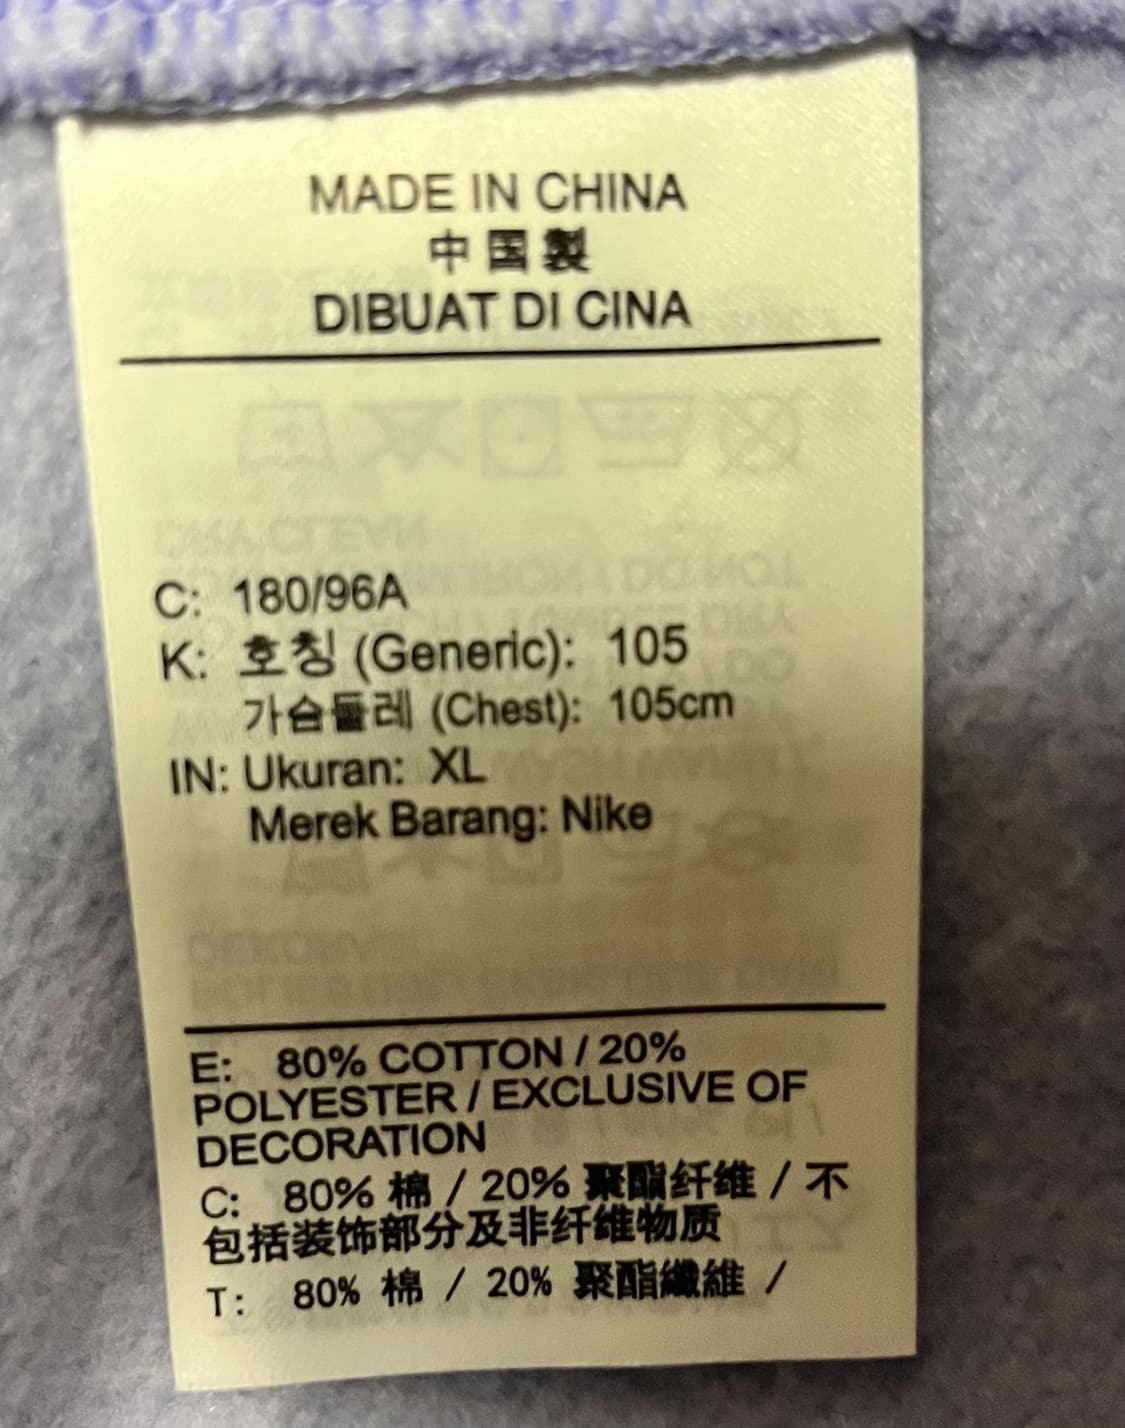 MADE IN CHINA
中国製
DIBUAT DI CINA
C: 180/96A
K: 호칭 (Generic): 105
가슴둘레 (Chest): 105cm
IN: Ukuran: XL
Merek Barang: Nike
E: 80% COTTON / 20%
POLYESTER / EXCLUSIVE OF
DECORATION
C: 80% 棉 / 20% 聚酯纤维 / 不
包括装饰部分及非纤维物质
T: 80% 棉 / 20% 聚酯纖維 /